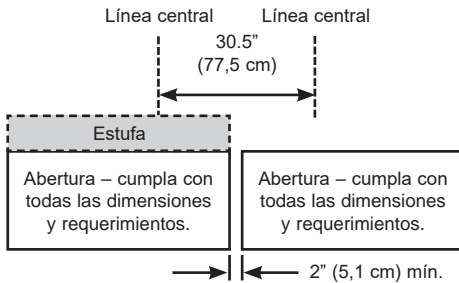 Línea central
Línea central
30.5”
(77,5 cm)
Estufa
Abertura – cumpla con
todas las dimensiones
y requerimientos.
Abertura – cumpla con
todas las dimensiones
y requerimientos.
2” (5,1 cm) mín.